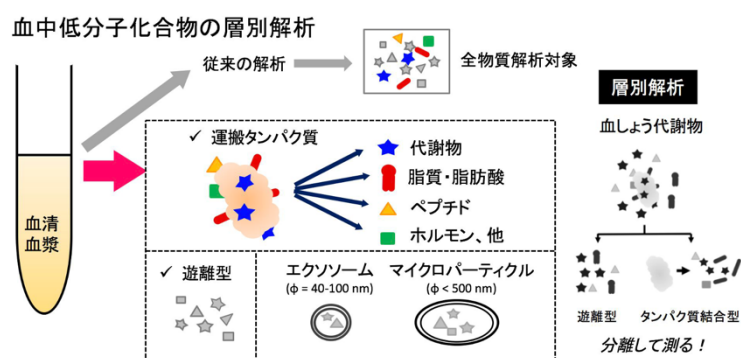 血中低分子化合物の層別解析
従来の解析
全物質解析対象
血清
血漿
✓ 運搬タンパク質
代謝物
脂質・脂肪酸
ペプチド
ホルモン、他
✓ 遊離型
エクソソーム
(φ = 40-100 nm)
マイクロパーティクル
(φ < 500 nm)
層別解析
血しょう代謝物
遊離型
タンパク質結合型
分離して測る！